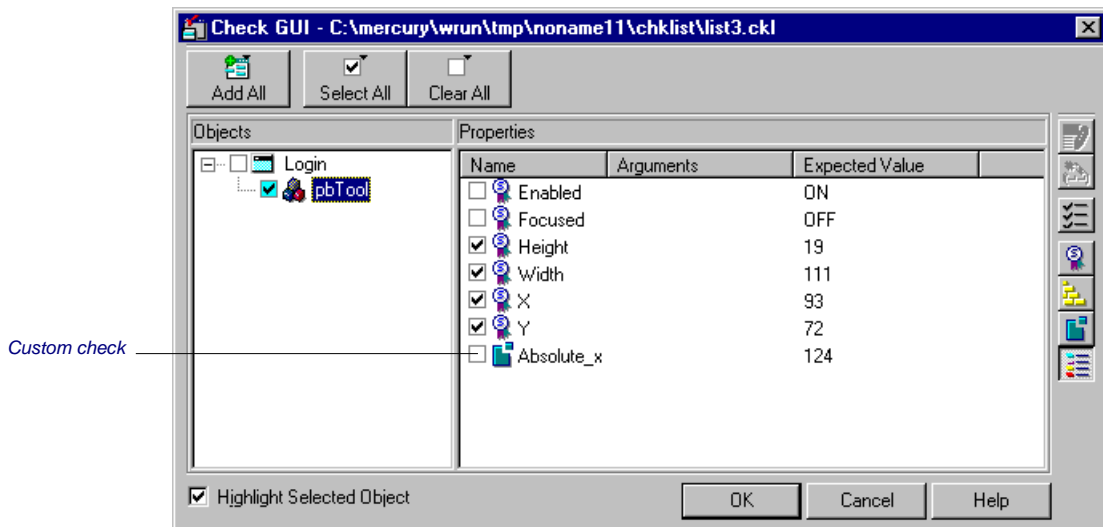 Check GUI - C:\mercury\wrun\tmp\noname11\chklist\list3.ckl
Add All Select All Clear All
Objects Properties
Login
pbTool
Name Arguments Expected Value
Enabled ON
Focused OFF
Height 19
Width 111
X 93
Y 72
Custom check
Absolute_x 124
Highlight Selected Object
OK Cancel Help